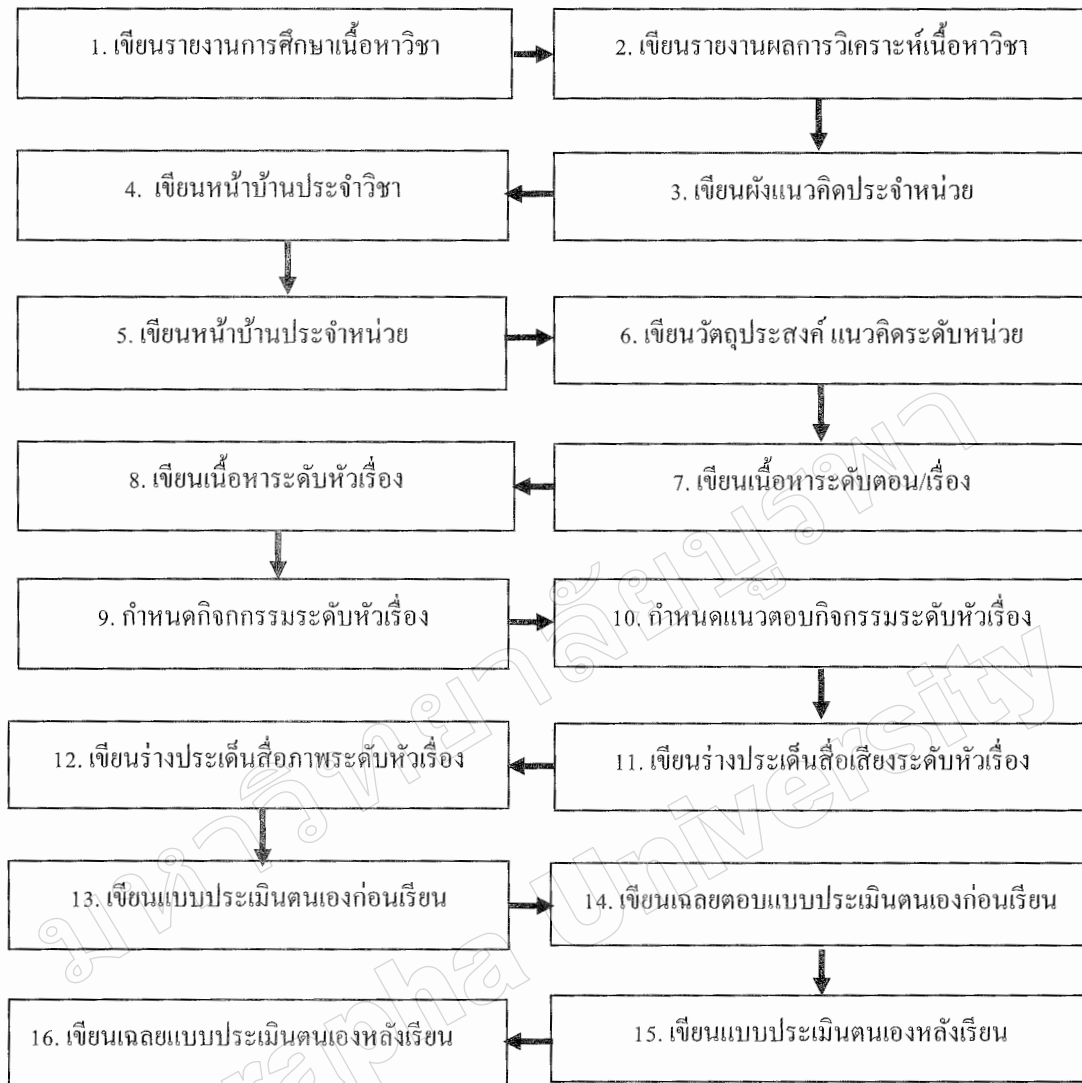 1. เขียนรายงานการศึกษาเนื้อหาวิชา
2. เขียนรายงานผลการวิเคราะห์เนื้อหาวิชา
3. เขียนผังแนวคิดประจำหน่วย
4. เขียนหน้าบ้านประจำวิชา
5. เขียนหน้าบ้านประจำหน่วย
6. เขียนวัตถุประสงค์ แนวคิดระดับหน่วย
7. เขียนเนื้อหาระดับตอน/เรื่อง
8. เขียนเนื้อหาระดับหัวเรื่อง
9. กำหนดกิจกกรรมระดับหัวเรื่อง
10. กำหนดแนวตอบกิจกรรมระดับหัวเรื่อง
11. เขียนร่างประเด็นสื่อเสียงระดับหัวเรื่อง
12. เขียนร่างประเด็นสื่อภาพระดับหัวเรื่อง
13. เขียนแบบประเมินตนเองก่อนเรียน
14. เขียนเฉลยตอบแบบประเมินตนเองก่อนเรียน
15. เขียนแบบประเมินตนเองหลังเรียน
16. เขียนเฉลยแบบประเมินตนเองหลังเรียน
มหาวิทยาลัยบูรพา
rapha University